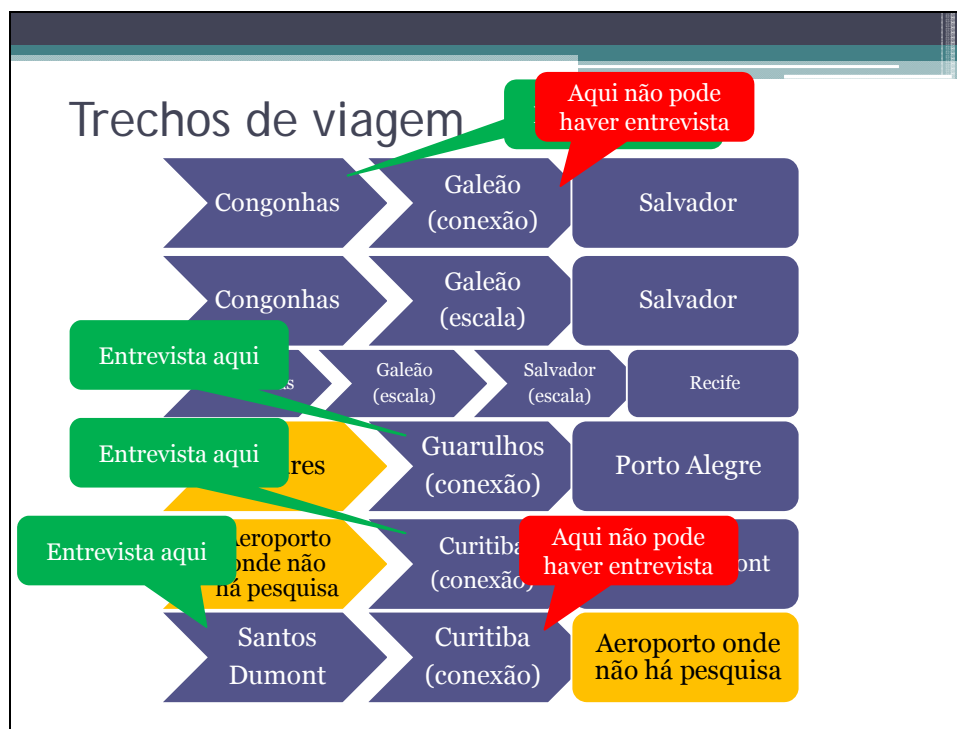 Trechos de viagem
Aqui não pode
haver entrevista
Congonhas
Galeão
(conexão)
Salvador
Congonhas
Galeão
(escala)
Salvador
Entrevista aqui
Galeão
(escala)
Salvador
(escala)
Recife
Entrevista aqui
Guarulhos
(conexão)
Porto Alegre
Entrevista aqui
Aeroporto
onde não
há pesquisa
Curitiba
(conexão)
Aqui não pode
haver entrevista
Santos
Dumont
Curitiba
(conexão)
Aeroporto onde
não há pesquisa